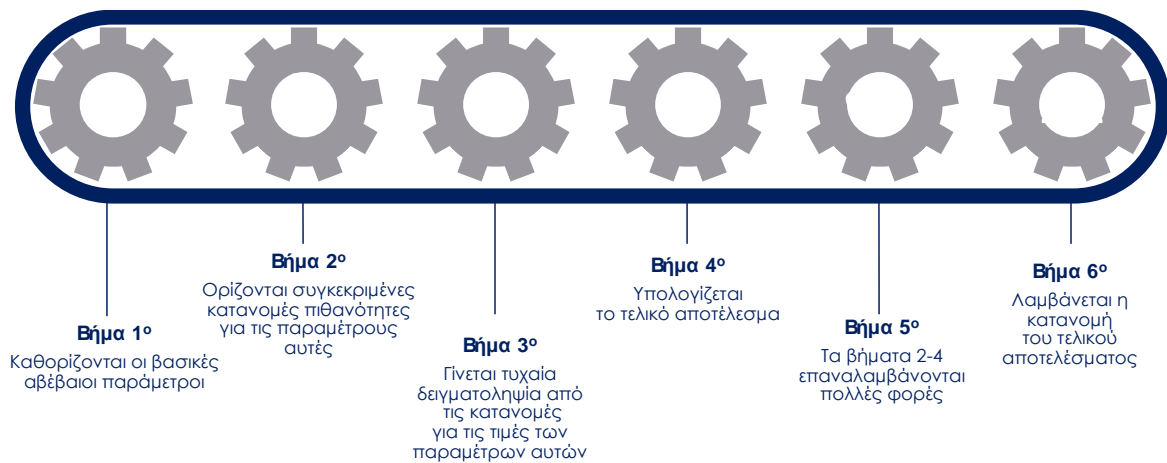 Βήμα 1ο
Καθορίζονται οι βασικές
αβέβαιοι παράμετροι
Βήμα 2ο
Ορίζονται συγκεκριμένες
κατανομές πιθανότητες
για τις παραμέτρους
αυτές
Βήμα 3ο
Γίνεται τυχαία
δειγματοληψία από
τις κατανομές
για τις τιμές των
παραμέτρων αυτών
Βήμα 4ο
Υπολογίζεται
το τελικό αποτέλεσμα
Βήμα 5ο
Τα βήματα 2-4
επαναλαμβάνονται
πολλές φορές
Βήμα 6ο
Λαμβάνεται η
κατανομή
του τελικού
αποτελέσματος